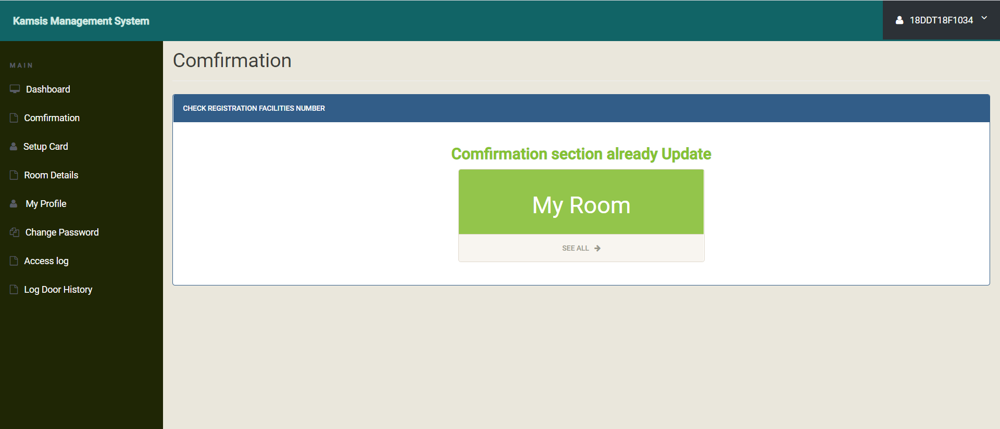 Kamsis Management System
18DDT18F1034
MAIN
Dashboard
Comfirmation
Setup Card
Room Details
My Profile
Change Password
Access log
Log Door History
Comfirmation
CHECK REGISTRATION FACILITIES NUMBER
Comfirmation section already Update
My Room
SEE ALL